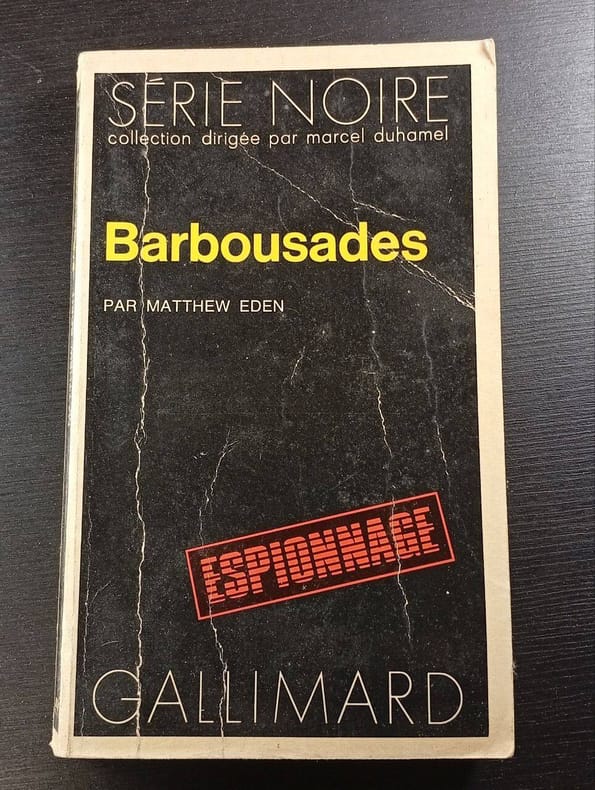 SÉRIE NOIRE
collection dirigée par marcel duhamel
Barbousades
PAR MATTHEW EDEN
ESPIONNAGE
GALLIMARD